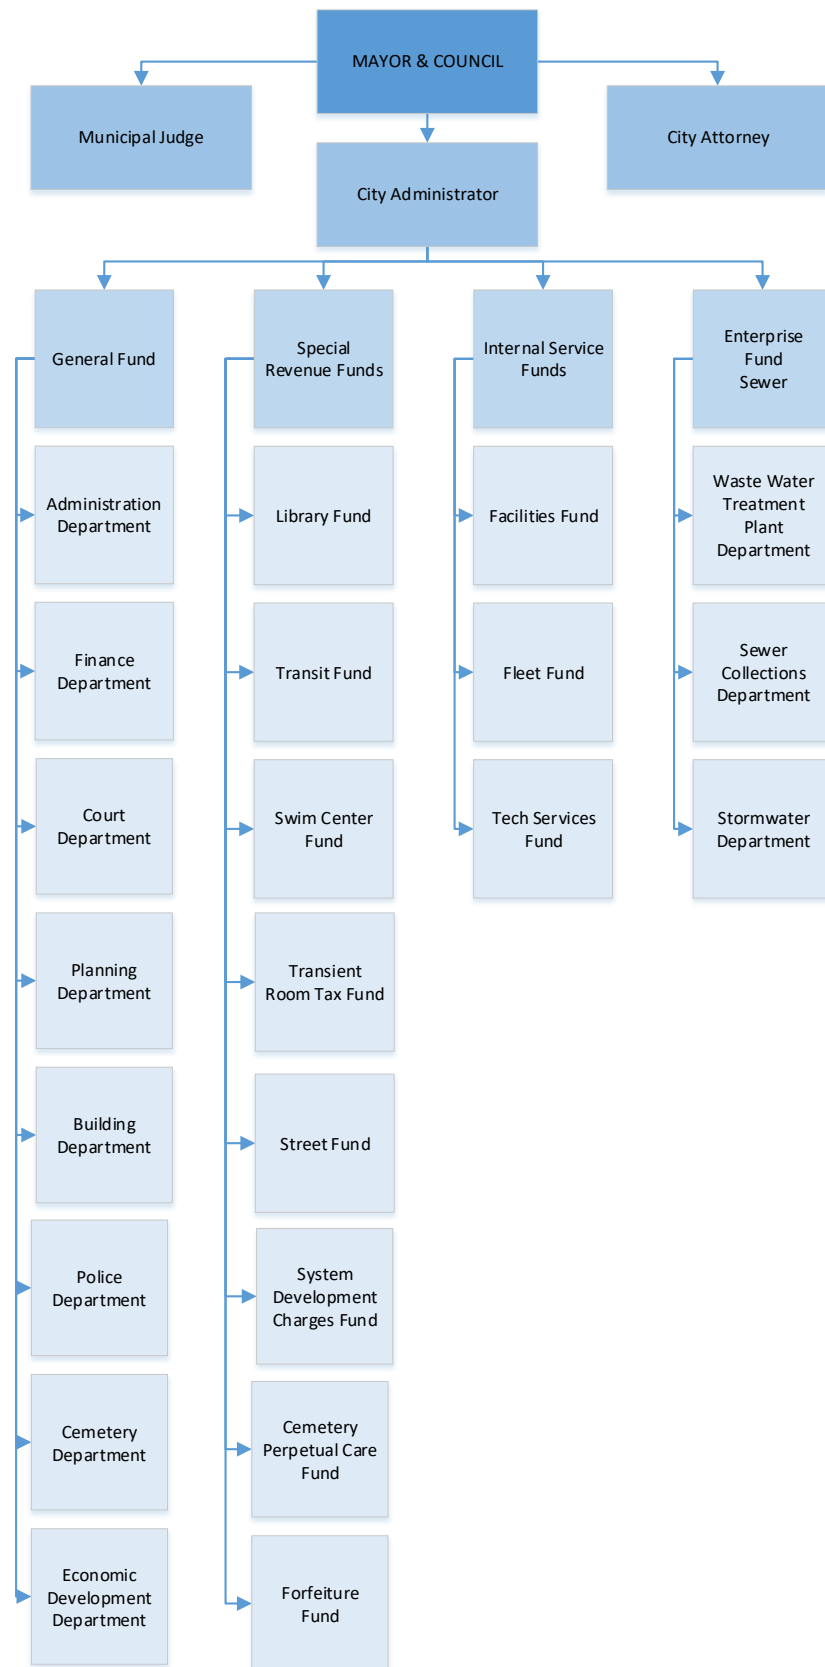 MAYOR & COUNCIL
Municipal Judge
City Attorney
City Administrator
General Fund
Special
Revenue Funds
Internal Service
Funds
Enterprise
Fund
Sewer
Administration
Department
Library Fund
Facilities Fund
Waste Water
Treatment
Plant
Department
Finance
Department
Transit Fund
Fleet Fund
Sewer
Collections
Department
Court
Department
Swim Center
Fund
Tech Services
Fund
Stormwater
Department
Planning
Department
Transient
Room Tax Fund
Building
Department
Street Fund
Police
Department
System
Development
Charges Fund
Cemetery
Department
Cemetery
Perpetual Care
Fund
Economic
Development
Department
Forfeiture
Fund